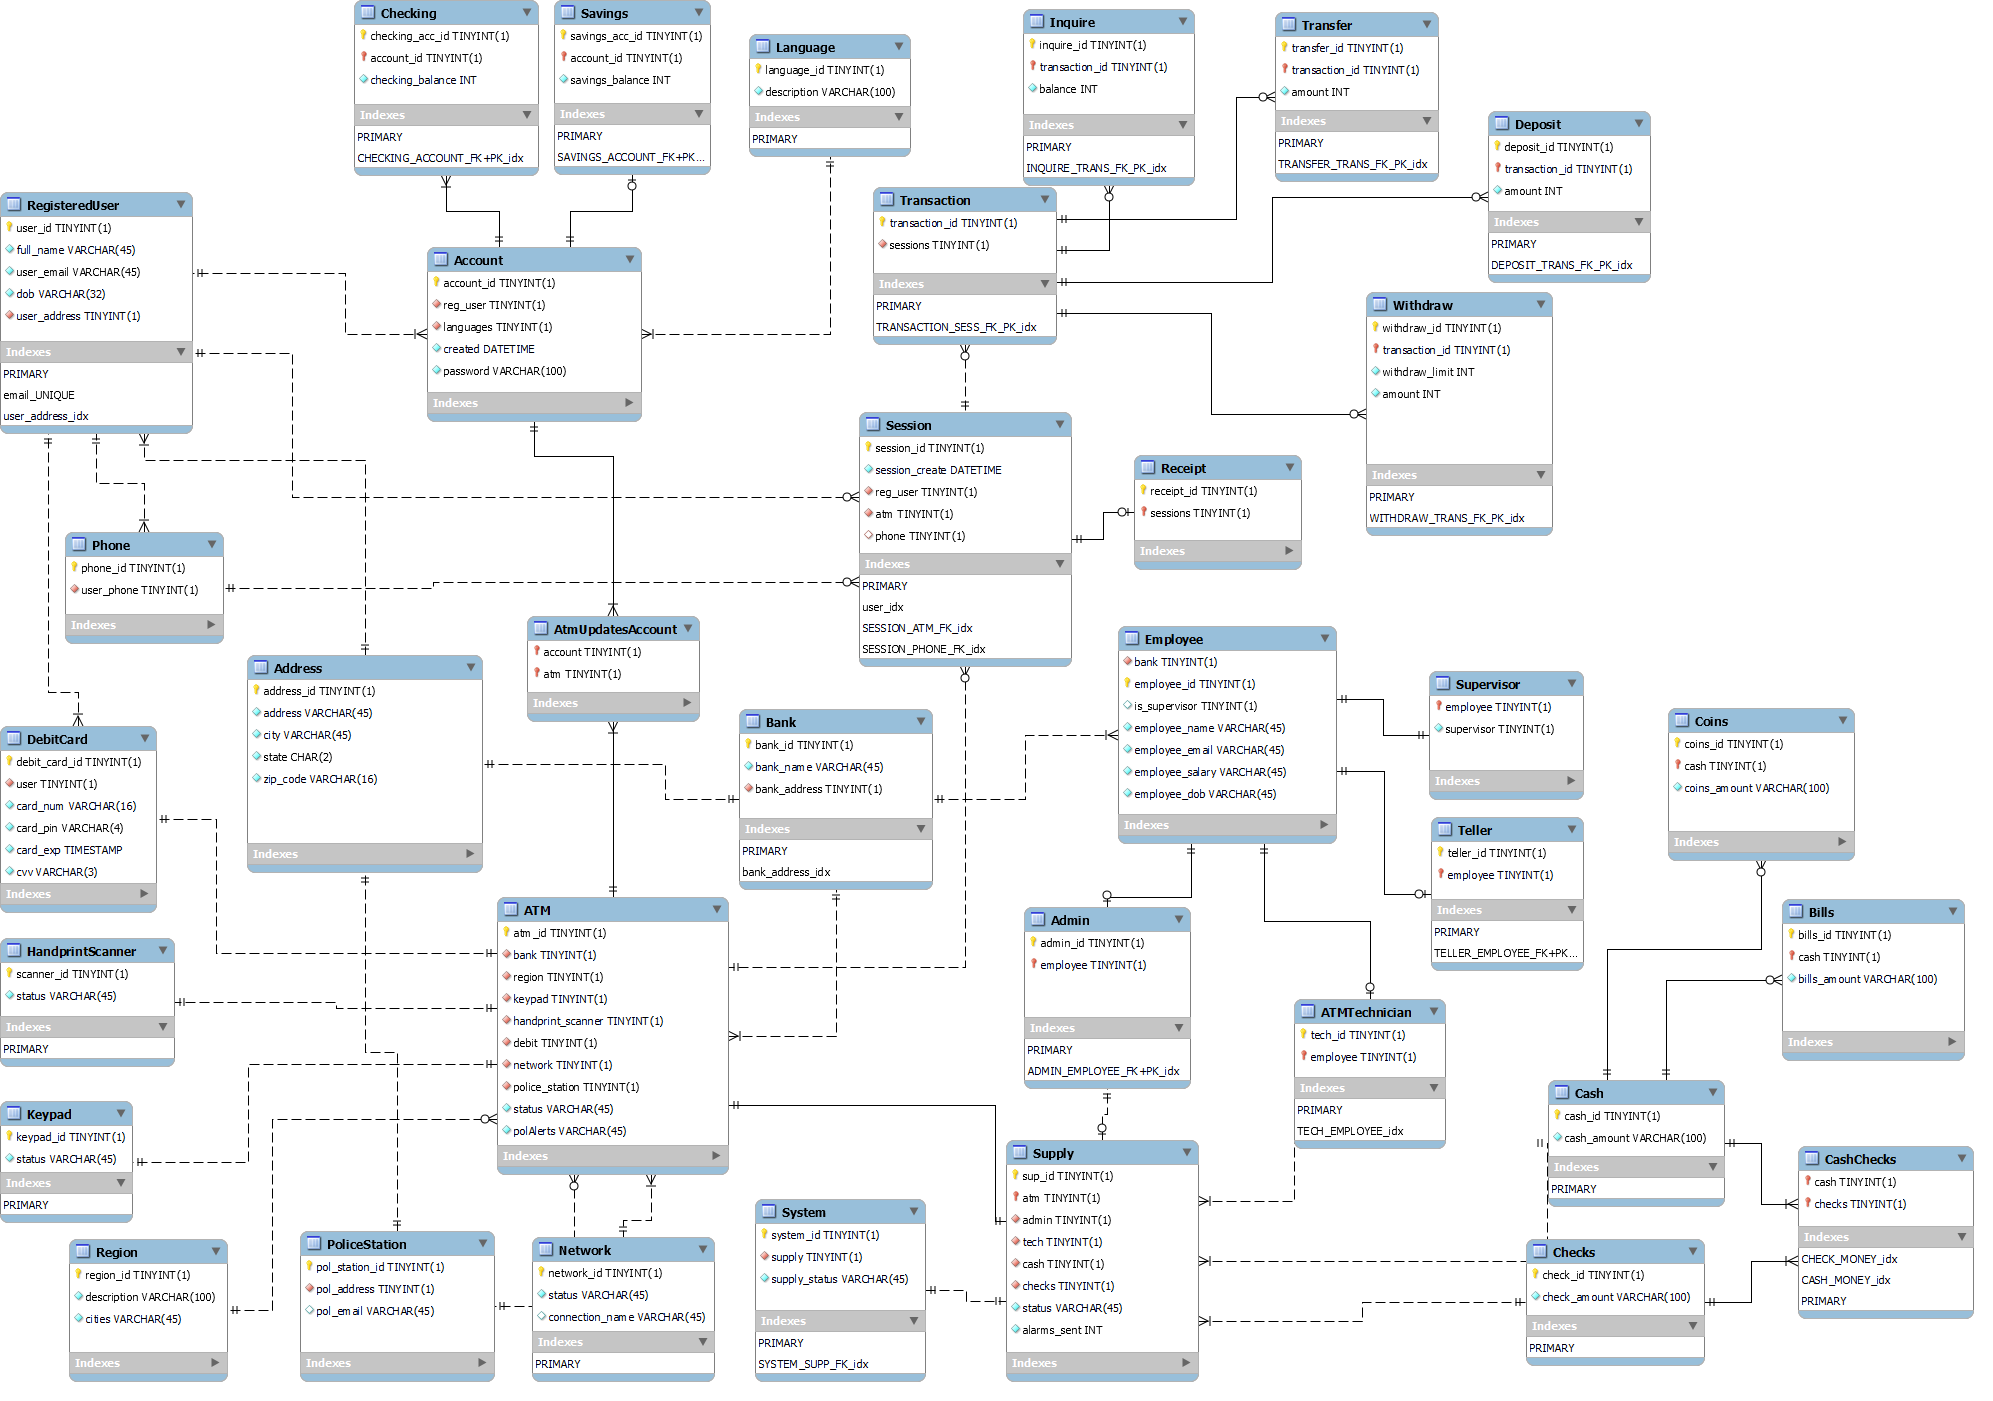 Checking
checking_acc_id TINYINT(1)
account_id TINYINT(1)
checking_balance INT
Indexes
PRIMARY
CHECKING_ACCOUNT_FK+PK_idx
Savings
savings_acc_id TINYINT(1)
account_id TINYINT(1)
savings_balance INT
Indexes
PRIMARY
SAVINGS_ACCOUNT_FK+PK...
Language
language_id TINYINT(1)
description VARCHAR(100)
Indexes
PRIMARY
Inquire
inquire_id TINYINT(1)
transaction_id TINYINT(1)
balance INT
Indexes
PRIMARY
INQUIRE_TRANS_FK_PK_idx
Transfer
transfer_id TINYINT(1)
transaction_id TINYINT(1)
amount INT
Indexes
PRIMARY
TRANSFER_TRANS_FK_PK_idx
Deposit
deposit_id TINYINT(1)
transaction_id TINYINT(1)
amount INT
Indexes
PRIMARY
DEPOSIT_TRANS_FK_PK_idx
RegisteredUser
user_id TINYINT(1)
full_name VARCHAR(45)
user_email VARCHAR(45)
dob VARCHAR(32)
user_address TINYINT(1)
Indexes
PRIMARY
email_UNIQUE
user_address_idx
Account
account_id TINYINT(1)
reg_user TINYINT(1)
languages TINYINT(1)
created DATETIME
password VARCHAR(100)
Indexes
Transaction
transaction_id TINYINT(1)
sessions TINYINT(1)
Indexes
PRIMARY
TRANSACTION_SESS_FK_PK_idx
Withdraw
withdraw_id TINYINT(1)
transaction_id TINYINT(1)
withdraw_limit INT
amount INT
Indexes
PRIMARY
WITHDRAW_TRANS_FK_PK_idx
Session
session_id TINYINT(1)
session_create DATETIME
reg_user TINYINT(1)
atm TINYINT(1)
phone TINYINT(1)
Indexes
PRIMARY
user_idx
SESSION_ATM_FK_idx
SESSION_PHONE_FK_idx
Receipt
receipt_id TINYINT(1)
sessions TINYINT(1)
Indexes
Phone
phone_id TINYINT(1)
user_phone TINYINT(1)
Indexes
AtmUpdatesAccount
account TINYINT(1)
atm TINYINT(1)
Indexes
Address
address_id TINYINT(1)
address VARCHAR(45)
city VARCHAR(45)
state CHAR(2)
zip_code VARCHAR(16)
Indexes
Bank
bank_id TINYINT(1)
bank_name VARCHAR(45)
bank_address TINYINT(1)
Indexes
PRIMARY
bank_address_idx
Employee
bank TINYINT(1)
employee_id TINYINT(1)
is_supervisor TINYINT(1)
employee_name VARCHAR(45)
employee_email VARCHAR(45)
employee_salary VARCHAR(45)
employee_dob VARCHAR(45)
Indexes
Supervisor
employee TINYINT(1)
supervisor TINYINT(1)
Indexes
Teller
teller_id TINYINT(1)
employee TINYINT(1)
Indexes
PRIMARY
TELLER_EMPLOYEE_FK+PK...
Coins
coins_id TINYINT(1)
cash TINYINT(1)
coins_amount VARCHAR(100)
Indexes
Bills
bills_id TINYINT(1)
cash TINYINT(1)
bills_amount VARCHAR(100)
Indexes
DebitCard
debit_card_id TINYINT(1)
user TINYINT(1)
card_num VARCHAR(16)
card_pin VARCHAR(4)
card_exp TIMESTAMP
cvv VARCHAR(3)
Indexes
HandprintScanner
scanner_id TINYINT(1)
status VARCHAR(45)
Indexes
PRIMARY
ATM
atm_id TINYINT(1)
bank TINYINT(1)
region TINYINT(1)
keypad TINYINT(1)
handprint_scanner TINYINT(1)
debit TINYINT(1)
network TINYINT(1)
police_station TINYINT(1)
status VARCHAR(45)
polAlerts VARCHAR(45)
Indexes
Admin
admin_id TINYINT(1)
employee TINYINT(1)
Indexes
PRIMARY
ADMIN_EMPLOYEE_FK+PK_idx
ATMTechnician
tech_id TINYINT(1)
employee TINYINT(1)
Indexes
PRIMARY
TECH_EMPLOYEE_idx
Cash
cash_id TINYINT(1)
cash_amount VARCHAR(100)
Indexes
PRIMARY
CashChecks
cash TINYINT(1)
checks TINYINT(1)
Indexes
CHECK_MONEY_idx
CASH_MONEY_idx
PRIMARY
Keypad
keypad_id TINYINT(1)
status VARCHAR(45)
Indexes
PRIMARY
Region
region_id TINYINT(1)
description VARCHAR(100)
cities VARCHAR(45)
Indexes
PoliceStation
pol_station_id TINYINT(1)
pol_address TINYINT(1)
pol_email VARCHAR(45)
Indexes
Network
network_id TINYINT(1)
status VARCHAR(45)
connection_name VARCHAR(45)
Indexes
PRIMARY
System
system_id TINYINT(1)
supply TINYINT(1)
supply_status VARCHAR(45)
Indexes
PRIMARY
SYSTEM_SUPP_FK_idx
Supply
sup_id TINYINT(1)
atm TINYINT(1)
admin TINYINT(1)
tech TINYINT(1)
cash TINYINT(1)
checks TINYINT(1)
status VARCHAR(45)
alarms_sent INT
Indexes
Checks
check_id TINYINT(1)
check_amount VARCHAR(100)
Indexes
PRIMARY